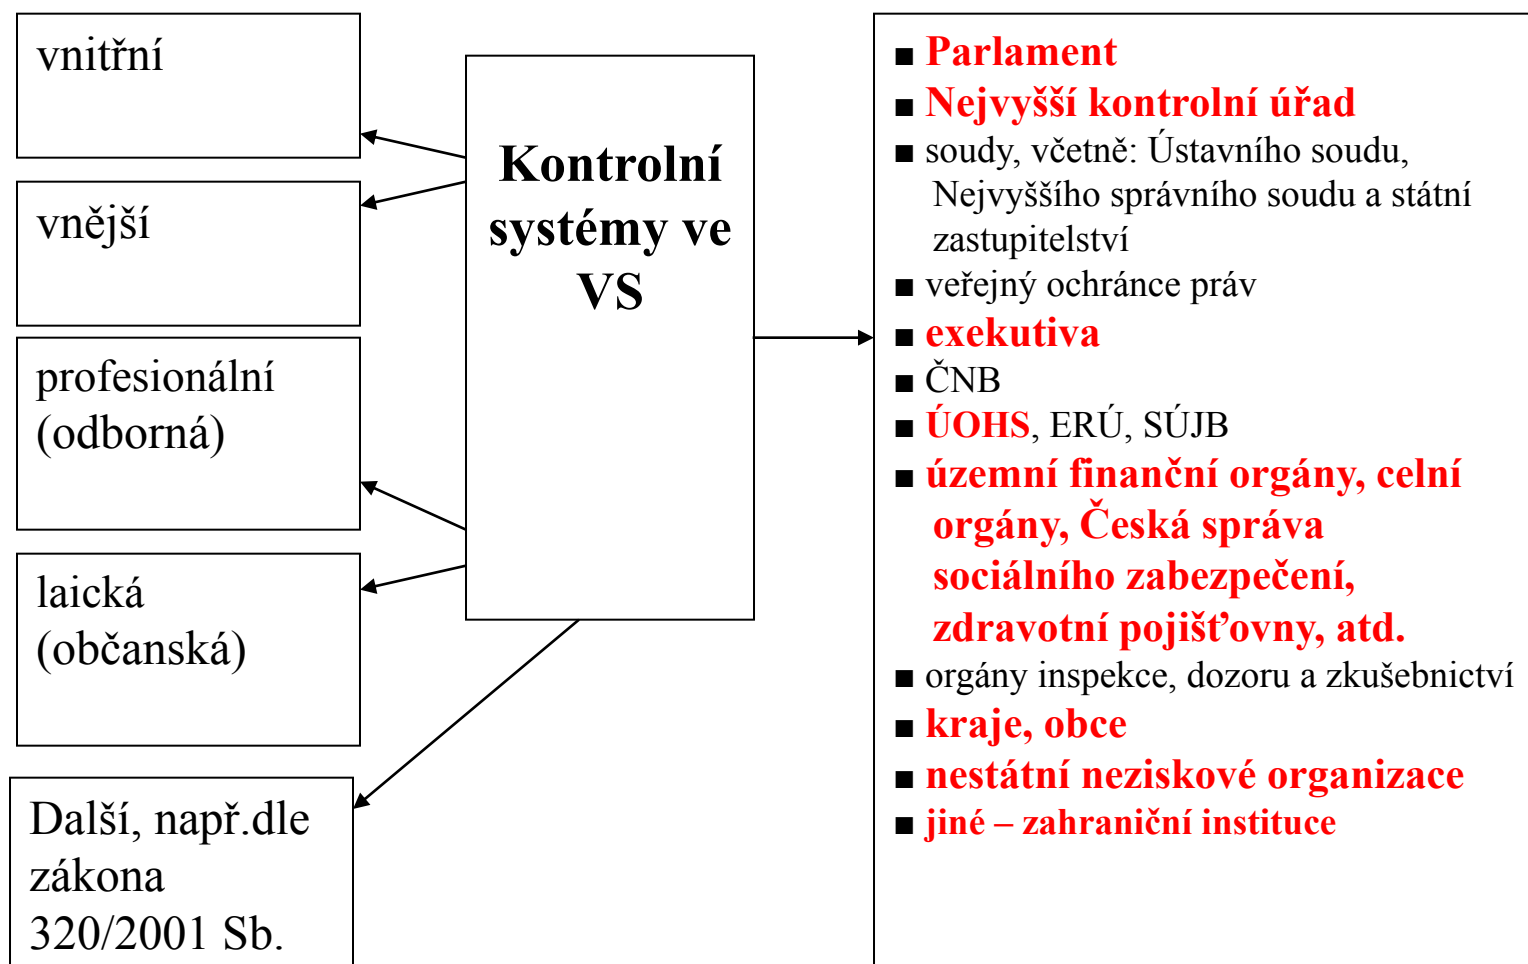 vnitřní
vnější
profesionální
(odborná)
laická
(občanská)
Další, např.dle
zákona
320/2001 Sb.
Kontrolní
systémy ve
VS
■ Parlament
■ Nejvyšší kontrolní úřad
■ soudy, včetně: Ústavního soudu,
Nejvyššího správního soudu a státní
zastupitelství
■ veřejný ochránce práv
■ exekutiva
■ ČNB
■ ÚOHS, ERÚ, SÚJB
■ územní finanční orgány, celní
orgány, Česká správa
sociálního zabezpečení,
zdravotní pojišťovny, atd.
■ orgány inspekce, dozoru a zkušebnictví
■ kraje, obce
■ nestátní neziskové organizace
■ jiné – zahraniční instituce